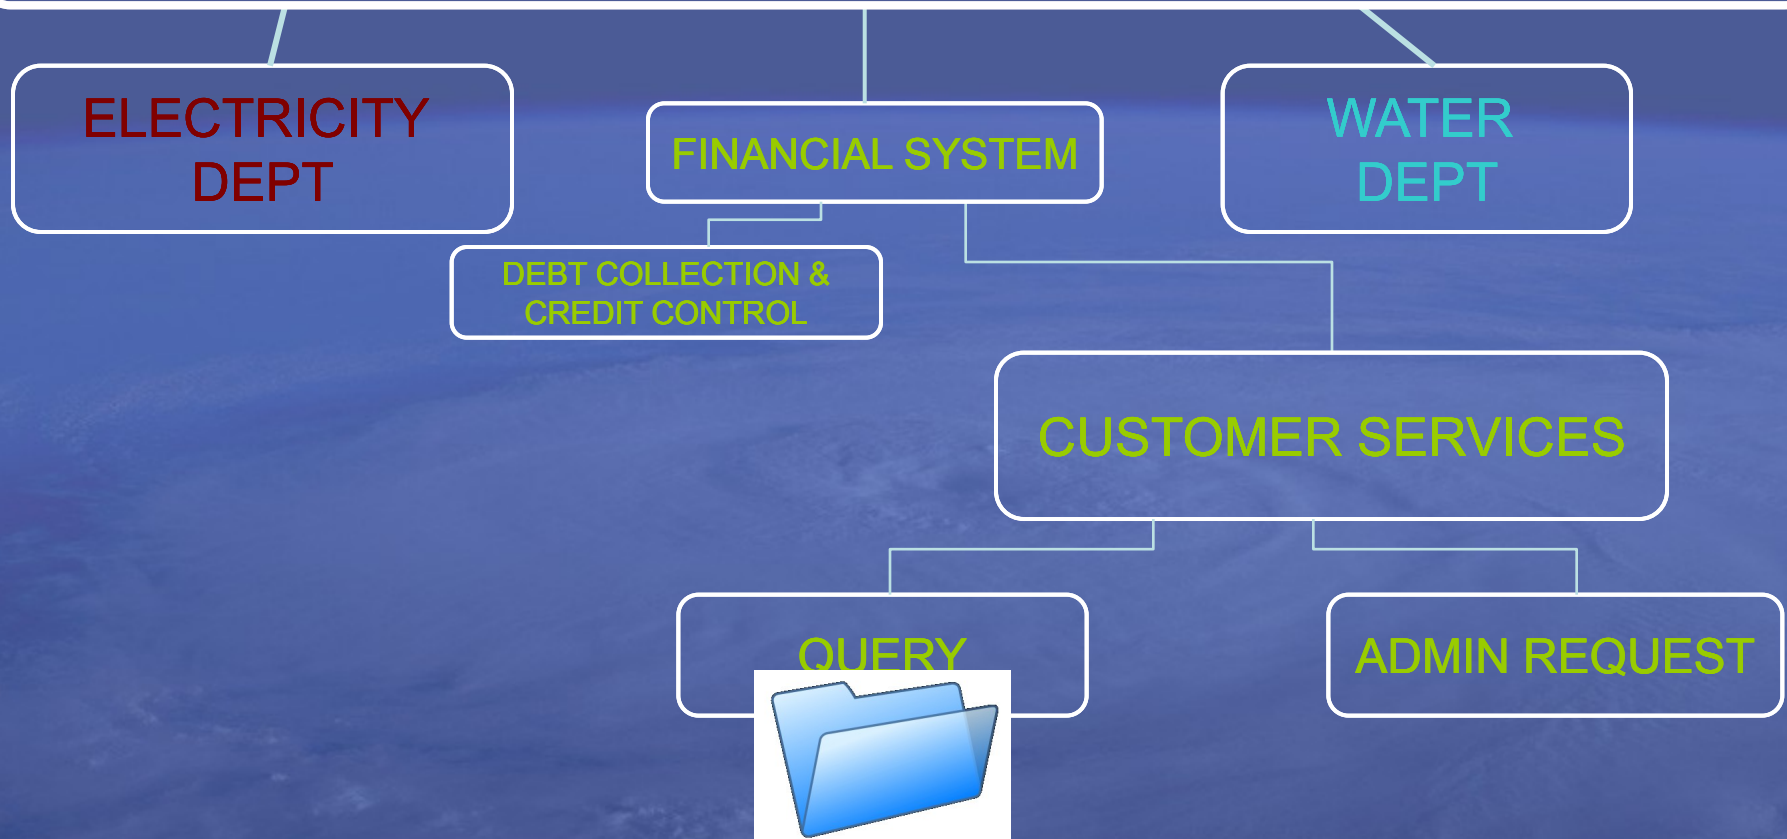 ELECTRICITY
DEPT
FINANCIAL SYSTEM
WATER
DEPT
DEBT COLLECTION &
CREDIT CONTROL
CUSTOMER SERVICES
QUERY
ADMIN REQUEST